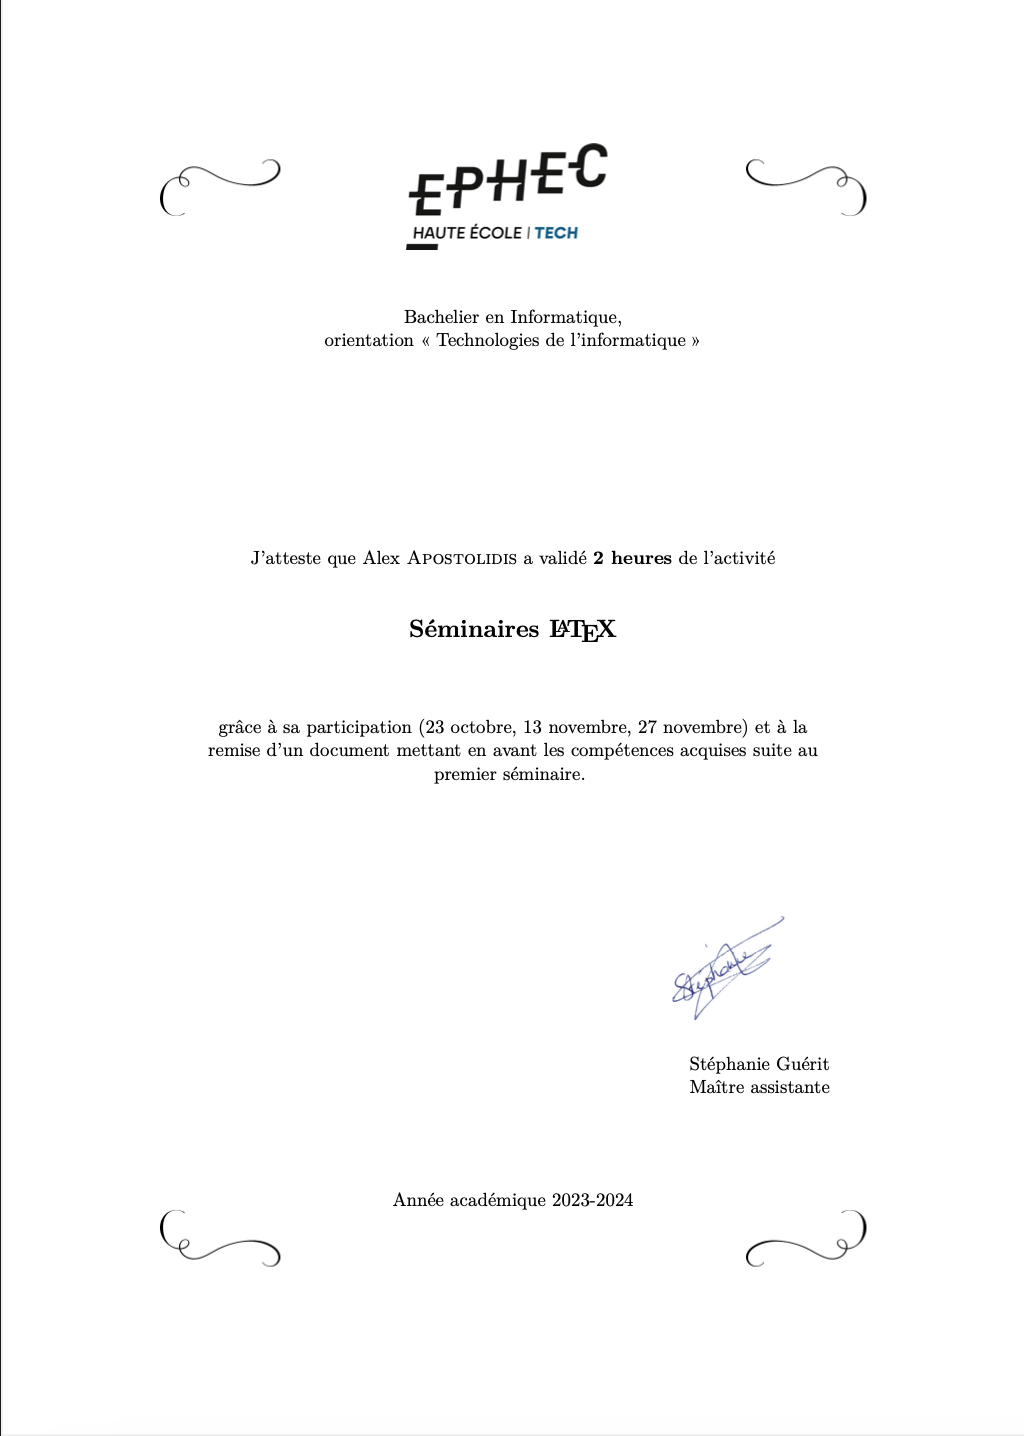 EPHEC
HAUTE ÉCOLE | TECH
Bachelier en Informatique,
orientation « Technologies de l'informatique »
J'atteste que Alex APOSTOLIDIS a validé 2 heures de l'activité
Séminaires LATEX
grâce à sa participation (23 octobre, 13 novembre, 27 novembre) et à la
remise d'un document mettant en avant les compétences acquises suite au
premier séminaire.
Stéphanie
Stéphanie Guérit
Maître assistante
Année académique 2023-2024